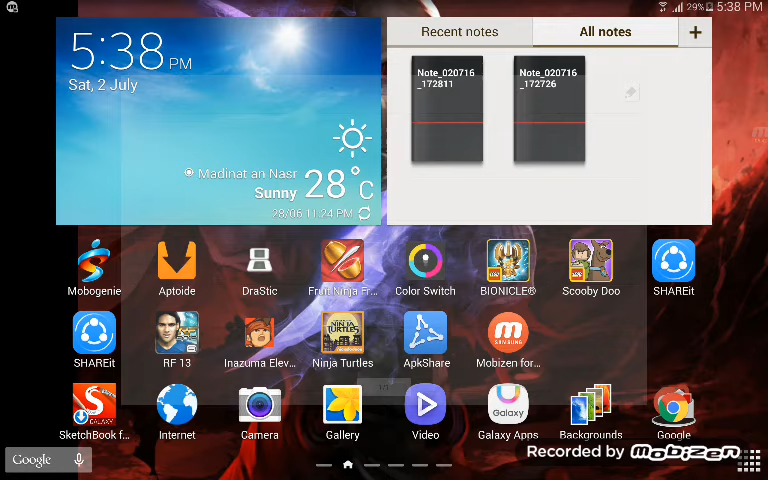 29% 5:38 PM
5:38 PM
Sat, 2 July
Madinat an Nasr
Sunny 28°C
28/06 11:24 PM
Recent notes All notes +
Note_020716
_172811
Note_020716
_172726
Mobogenie Aptoide DraStic Fruit Ninja Fr... Color Switch BIONICLE® Scooby Doo SHAREit
SHAREit RF 13 Inazuma Elev... Ninja Turtles ApkShare Mobizen for...
SketchBook f... Internet Camera Gallery Video Galaxy Apps Backgrounds Google
Google
Recorded by Mobizen